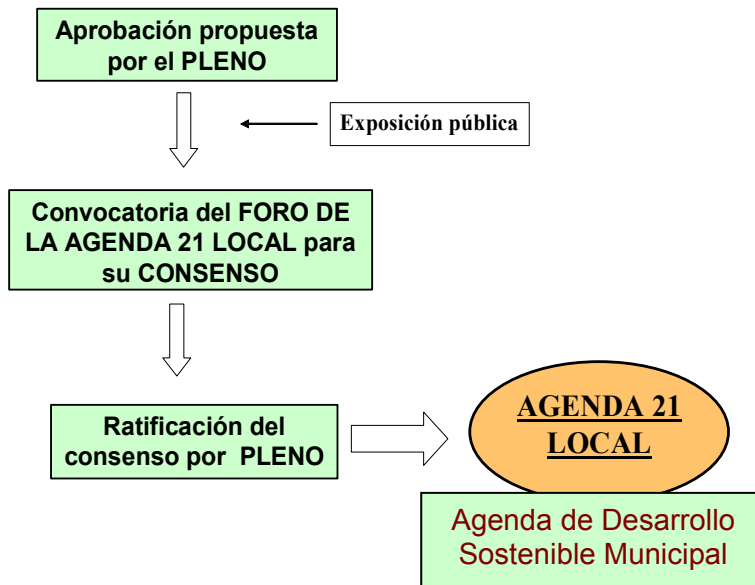 Aprobación propuesta
por el PLENO
Exposición pública
Convocatoria del FORO DE
LA AGENDA 21 LOCAL para
su CONSENSO
Ratificación del
consenso por PLENO
AGENDA 21
LOCAL
Agenda de Desarrollo
Sostenible Municipal